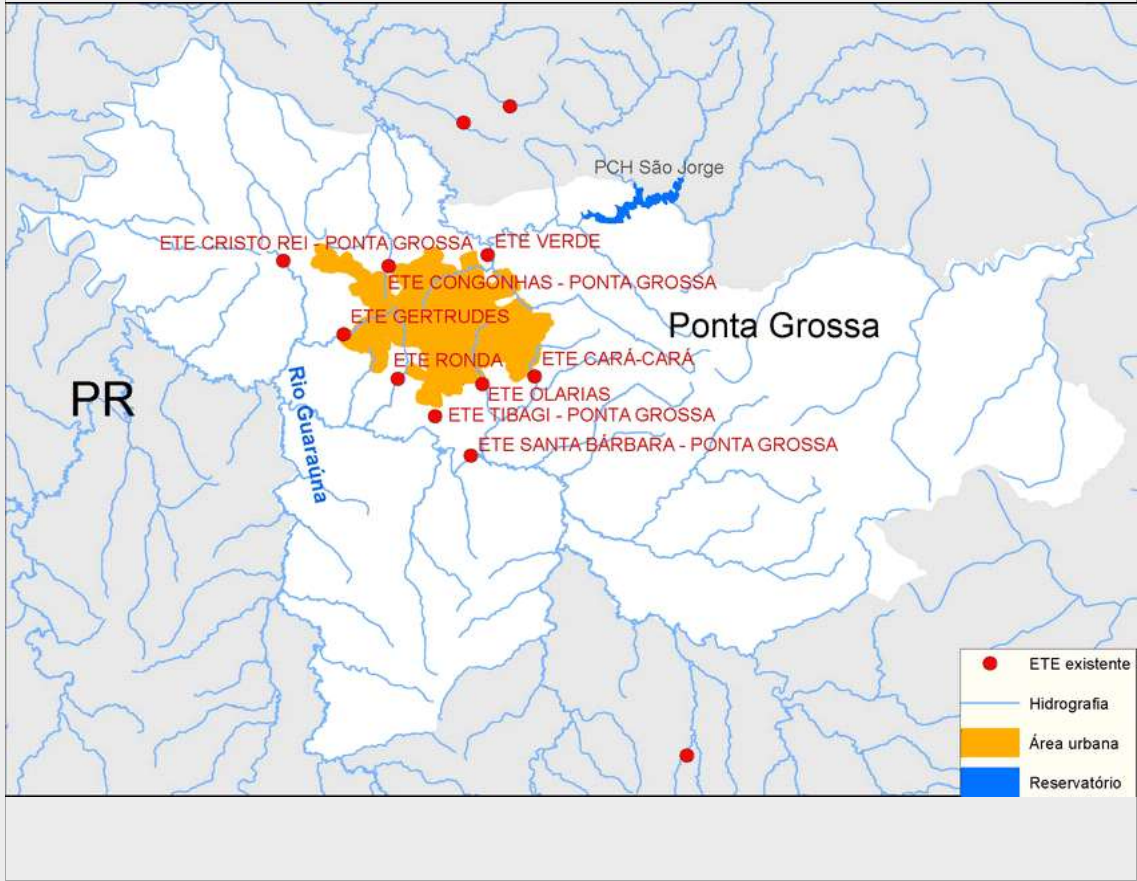 PCH São Jorge
ETE CRISTO REI - PONTA GROSSA
ETE VERDE
ETE CONGONHAS - PONTA GROSSA
ETE GERTRUDES
Ponta Grossa
ETE RONDA
ETE CARÁ-CARÁ
PR
Rio Guaraúna
ETE OLARIAS
ETE TIBAGI - PONTA GROSSA
ETE SANTA BÁRBARA - PONTA GROSSA
ETE existente
Hidrografia
Área urbana
Reservatório